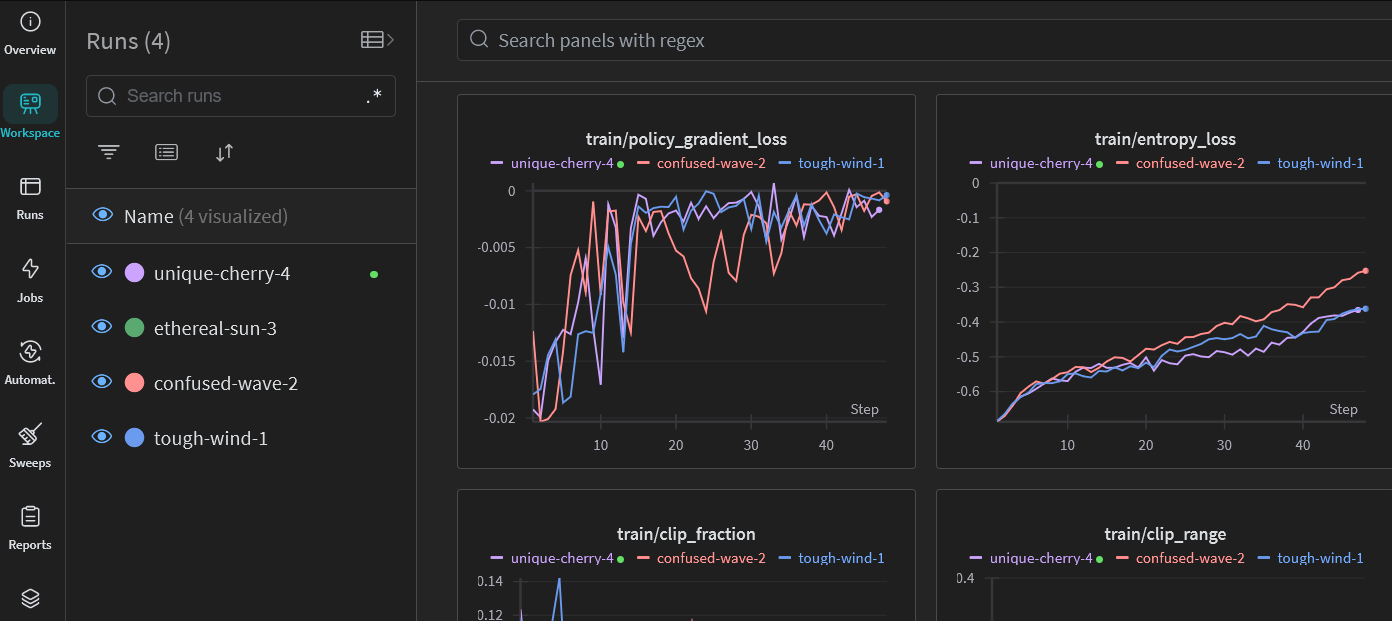 Overview
Workspace
Runs
Jobs
Automat.
Sweeps
Reports
Runs (4)
Search runs
.*
Name (4 visualized)
unique-cherry-4
ethereal-sun-3
confused-wave-2
tough-wind-1
Search panels with regex
train/policy_gradient_loss
unique-cherry-4 confused-wave-2 tough-wind-1
0
-0.005
-0.01
-0.015
-0.02
Step
10 20 30 40
train/entropy_loss
unique-cherry-4 confused-wave-2 tough-wind-1
0
-0.1
-0.2
-0.3
-0.4
-0.5
-0.6
Step
10 20 30 40
train/clip_fraction
unique-cherry-4 confused-wave-2 tough-wind-1
0.14
0.12
train/clip_range
unique-cherry-4 confused-wave-2 tough-wind-1
0.4